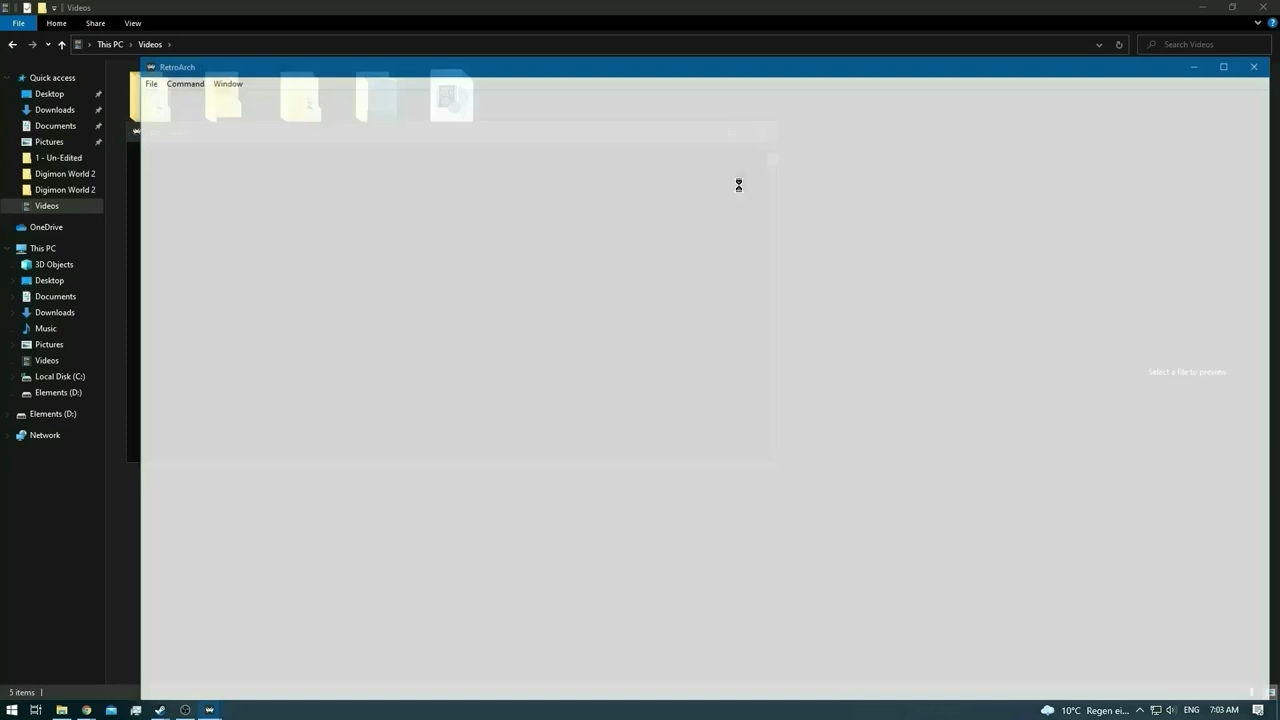 Videos
File
Home
Share
View
This PC
Videos
Search Videos
Quick access
Desktop
Downloads
Documents
Pictures
1 - Un-Edited
Digimon World 2
Digimon World 2
Videos
OneDrive
This PC
3D Objects
Desktop
Documents
Downloads
Music
Pictures
Videos
Local Disk (C:)
Elements (D:)
Elements (D:)
Network
RetroArch
File
Command
Window
Select a file to preview.
5 items
10°C Regen ei...
ENG
7:03 AM